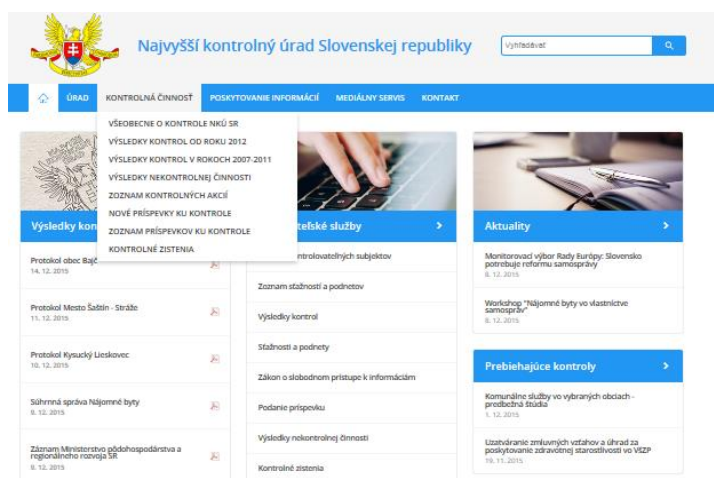 Najvyšší kontrolný úrad Slovenskej republiky
Vyhľadávať
ÚRAD
KONTROLNÁ ČINNOSŤ
POSKYTOVANIE INFORMÁCIÍ
MEDIÁLNY SERVIS
KONTAKT
VŠEOBECNE O KONTROLE NKÚ SR
VÝSLEDKY KONTROL OD ROKU 2012
VÝSLEDKY KONTROL V ROKOCH 2007-2011
VÝSLEDKY NEKONTROLNEJ ČINNOSTI
ZOZNAM KONTROLNÝCH AKCIÍ
NOVÉ PRÍSPEVKY KU KONTROLE
ZOZNAM PRÍSPEVKOV KU KONTROLE
KONTROLNÉ ZISTENIA
Výsledky kon
Protokol obec Bajč
14. 12. 2015
Protokol Mesto Šaštín - Stráže
11. 12. 2015
Protokol Kysucký Lieskovec
10. 12. 2015
Súhrnná správa Nájomné byty
9. 12. 2015
Záznam Ministerstvo pôdohospodárstva a
regionálneho rozvoja SR
9. 12. 2015
teľské služby
ntrolovateľných subjektov
Zoznam sťažností a podnetov
Výsledky kontrol
Sťažnosti a podnety
Zákon o slobodnom prístupe k informáciám
Podanie príspevku
Výsledky nekontrolnej činnosti
Kontrolné zistenia
Aktuality
Monitorovací výbor Rady Európy: Slovensko
potrebuje reformu samosprávy
8. 12. 2015
Workshop "Nájomné byty vo vlastníctve
samospráv"
8. 12. 2015
Prebiehajúce kontroly
Komunálne služby vo vybraných obciach -
predbežná štúdia
1. 12. 2015
Uzatváranie zmluvných vzťahov a úhrad za
poskytovanie zdravotnej starostlivosti vo VŠZP
19. 11. 2015